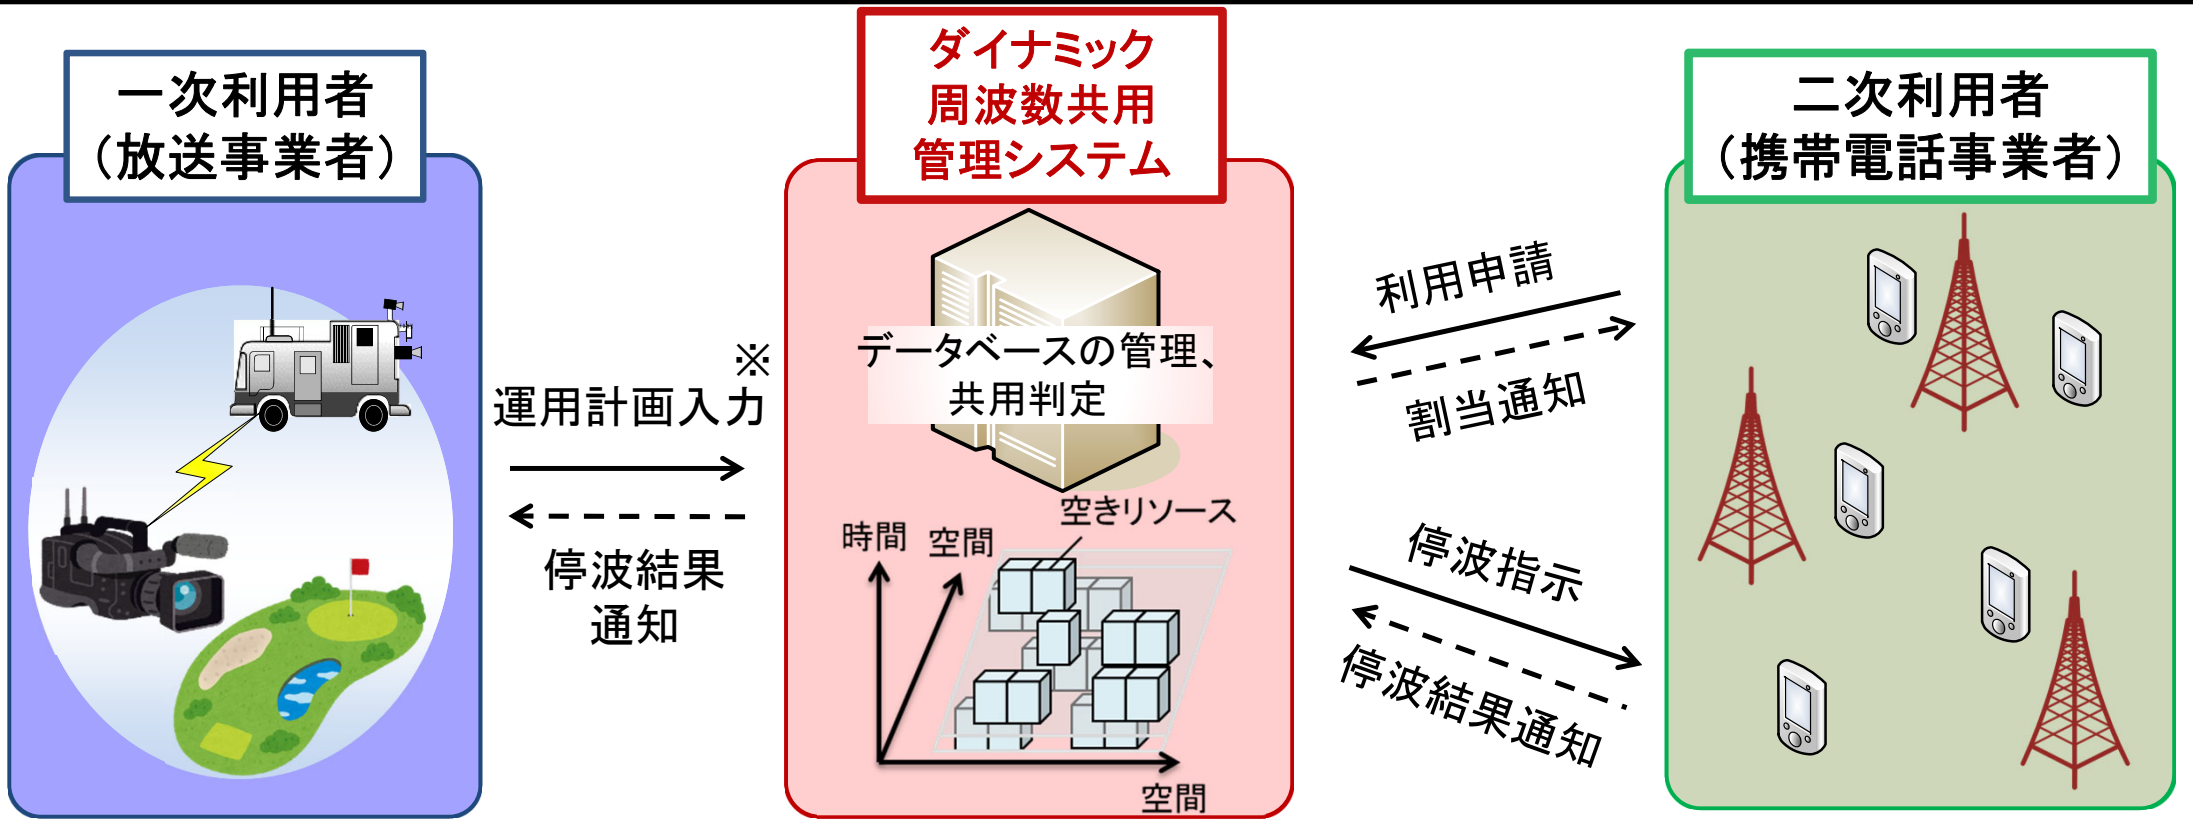 一次利用者
（放送事業者）
ダイナミック
周波数共用
管理システム
二次利用者
（携帯電話事業者）
※
運用計画入力
停波結果
通知
データベースの管理、
共用判定
空きリソース
時間
空間
空間
利用申請
割当通知
停波指示
停波結果通知